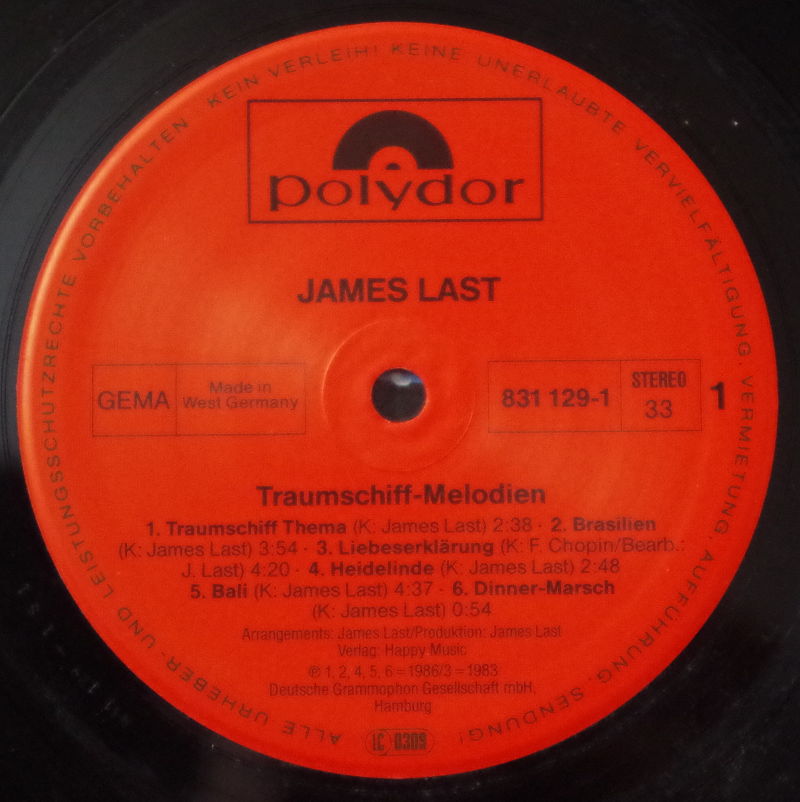 ALLE URHEBER- UND LEISTUNGSSCHUTZRECHTE VORBEHALTEN KEIN VERLEIH! KEINE UNERLAUBTE VERVIELFÄLTIGUNG, VERMIETUNG, AUFFÜHRUNG, SENDUNG!
polydor
JAMES LAST
GEMA
Made in
West Germany
831 129-1
STEREO
33
1
Traumschiff-Melodien
1. Traumschiff Thema (K: James Last) 2:38 · 2. Brasilien
(K: James Last) 3:54 · 3. Liebeserklärung (K: F. Chopin/Bearb.:
J. Last) 4:20 · 4. Heidelinde (K: James Last) 2:48
5. Bali (K: James Last) 4:37 · 6. Dinner-Marsch
(K: James Last) 0:54
Arrangements: James Last/Produktion: James Last
Verlag: Happy Music
℗ 1, 2, 4, 5, 6 = 1986/3 = 1983
Deutsche Grammophon Gesellschaft mbH,
Hamburg
LC 0309